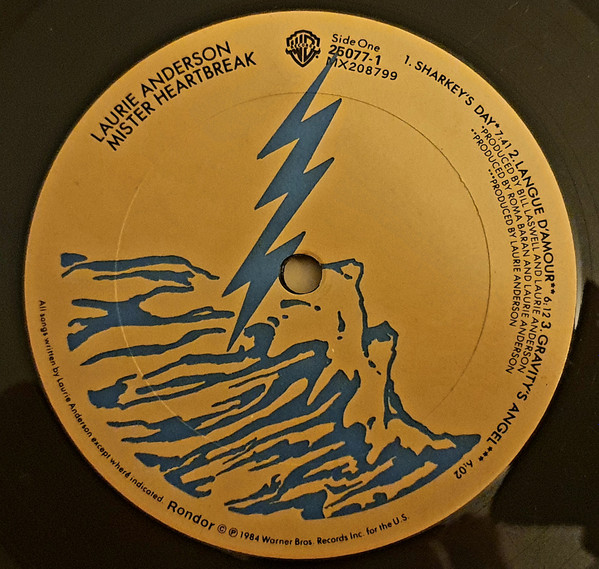 LAURIE ANDERSON
MISTER HEARTBREAK
Side One
25077-1
MX208799
1. SHARKEY'S DAY* 7:41 2. LANGUE D'AMOUR** 6:12 3. GRAVITY'S ANGEL*** 6:02
*PRODUCED BY BILL LASWELL AND LAURIE ANDERSON
**PRODUCED BY ROMA BARAN AND LAURIE ANDERSON
***PRODUCED BY LAURIE ANDERSON
All songs written by Laurie Anderson except where indicated. Rondor © ℗ 1984 Warner Bros. Records Inc. for the U.S.